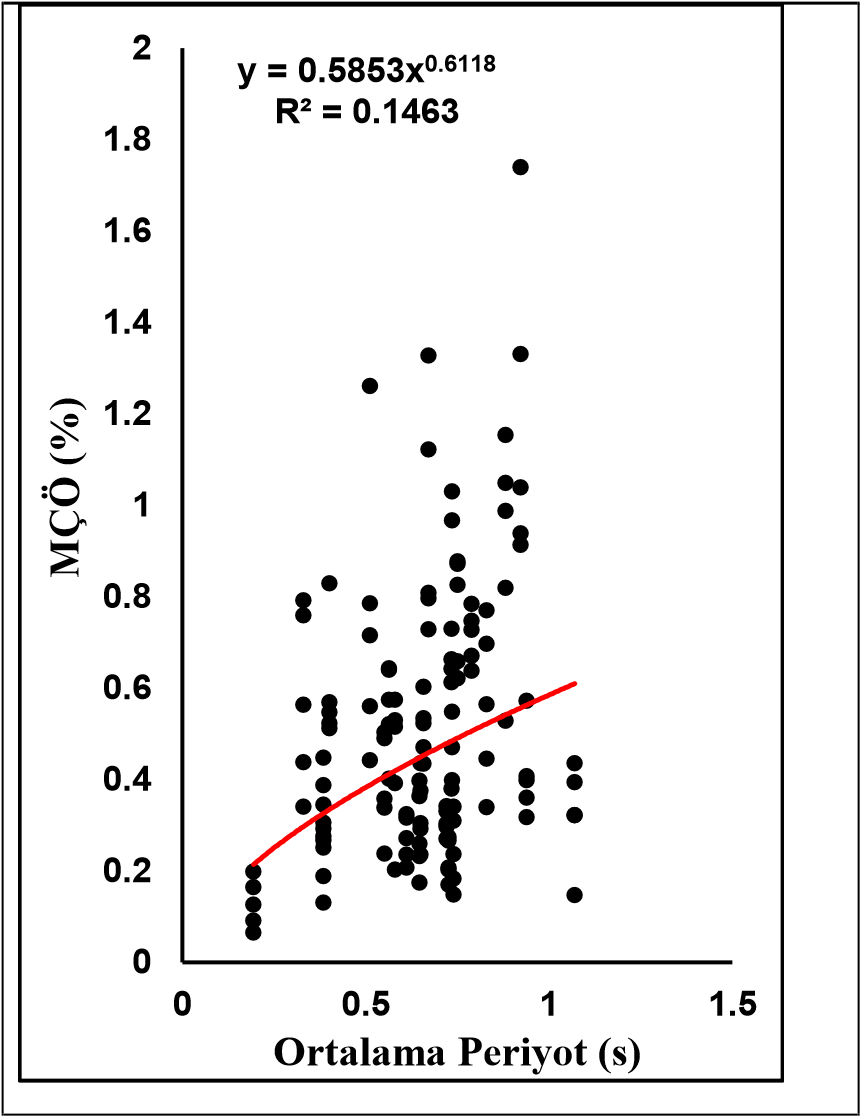 y = 0.5853x^0.6118
R² = 0.1463
2
1.8
1.6
1.4
1.2
1
0.8
0.6
0.4
0.2
0
MÇÖ (%)
0 0.5 1 1.5
Ortalama Periyot (s)